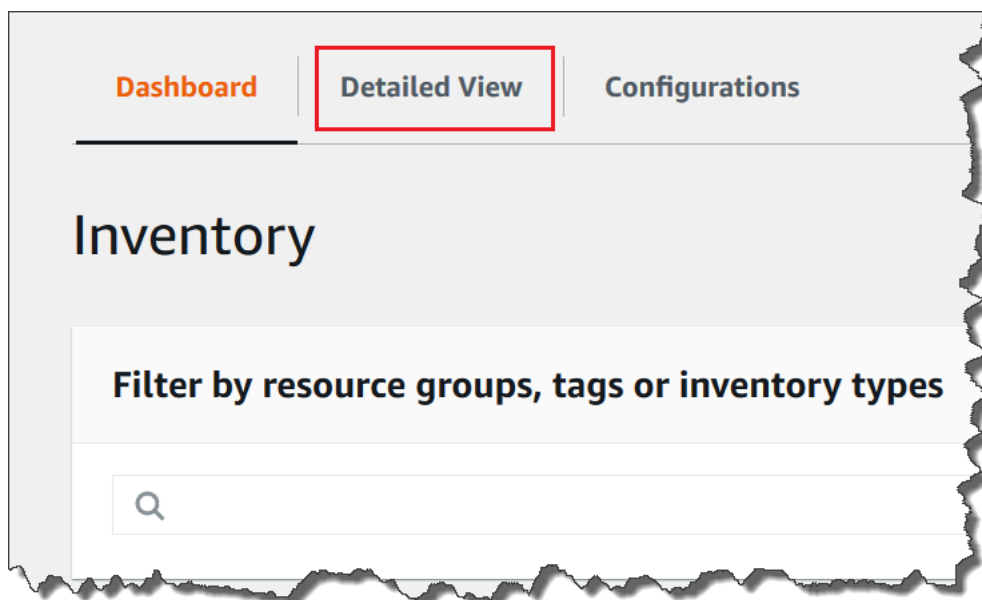 Dashboard Detailed View Configurations
Inventory
Filter by resource groups, tags or inventory types